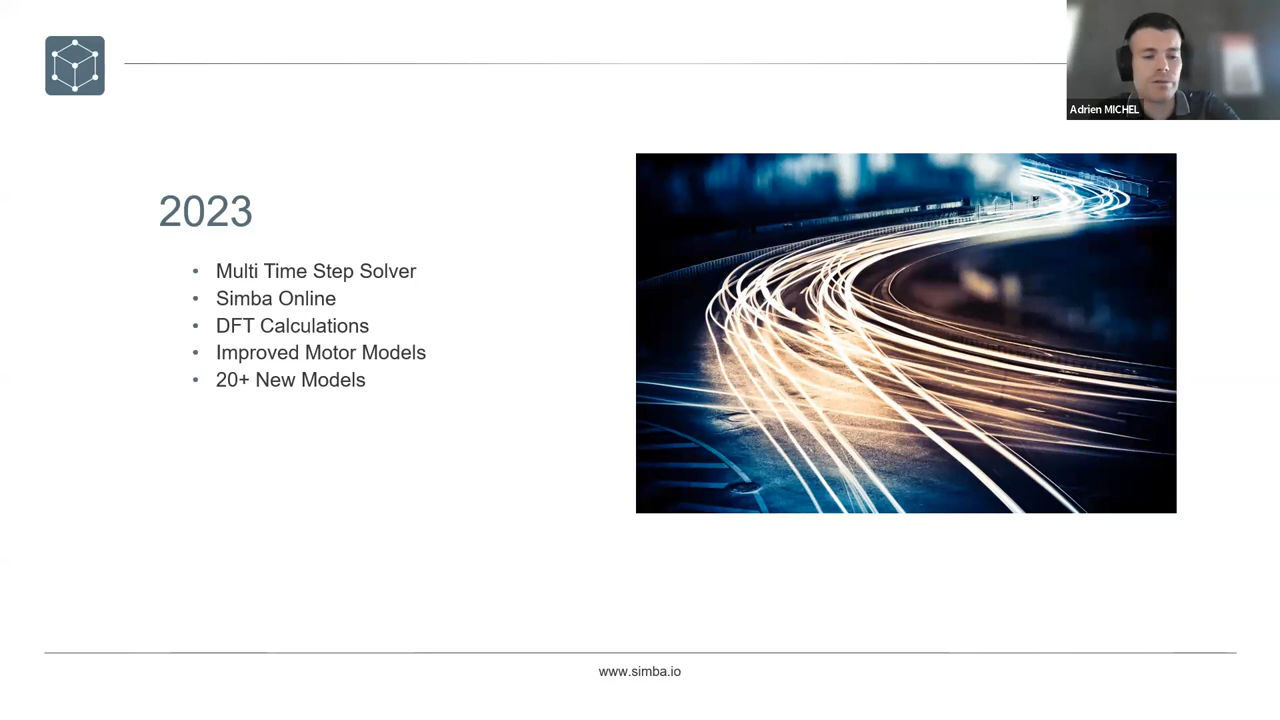 Adrien MICHEL
2023
• Multi Time Step Solver
• Simba Online
• DFT Calculations
• Improved Motor Models
• 20+ New Models
www.simba.io